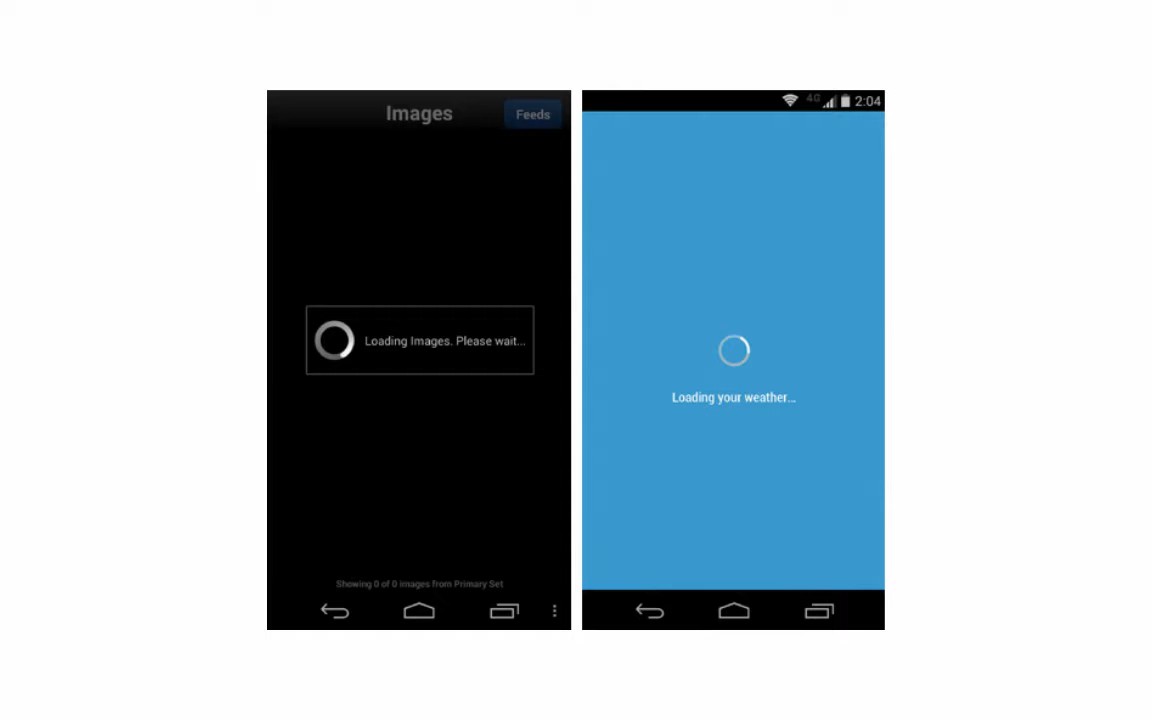 Images
Feeds
Loading Images. Please wait...
Showing 0 of 0 images from Primary Set
4G
2:04
Loading your weather...